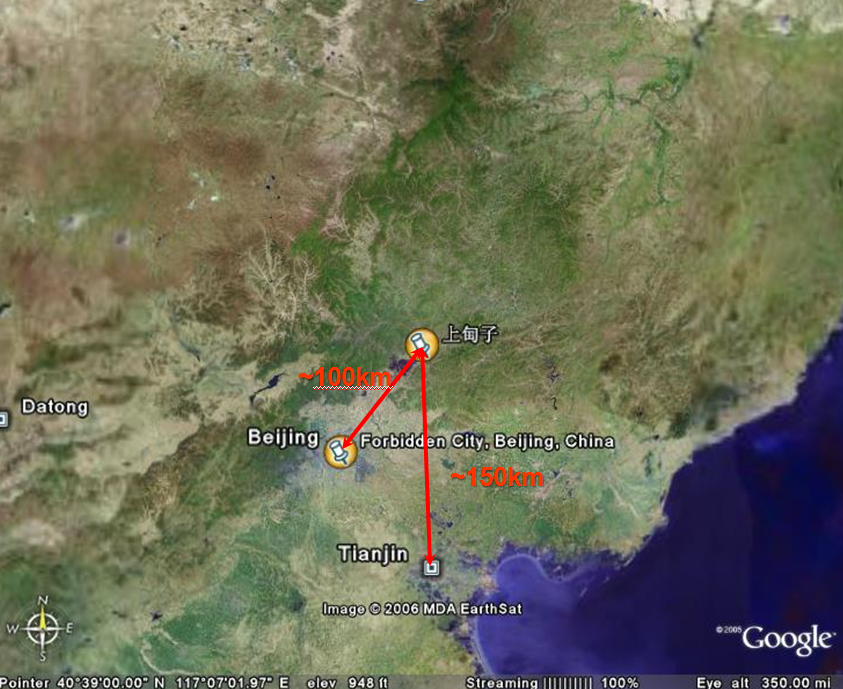 上甸子
~100km
Datong
Beijing
Forbidden City, Beijing, China
~150km
Tianjin
Image © 2006 MDA EarthSat
N
W E
S
©2005 Google
Pointer 40°39'00.00" N 117°07'01.97" E elev 948 ft Streaming |||||||||| 100% Eye alt 350.00 mi